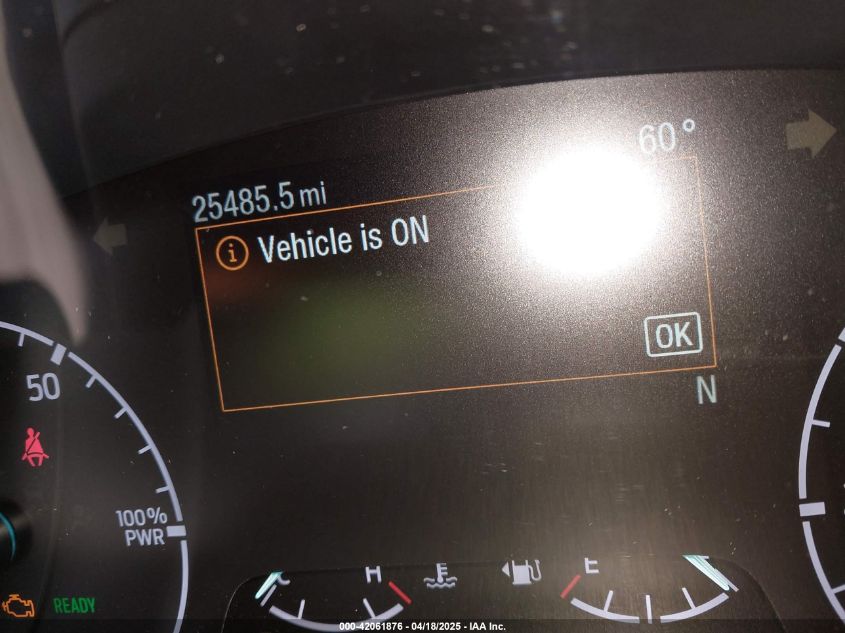 60°
25485.5 mi
i Vehicle is ON
OK
N
50
100%
PWR
H
E
READY
000-42061876 - 04/18/2025 - IAA Inc.